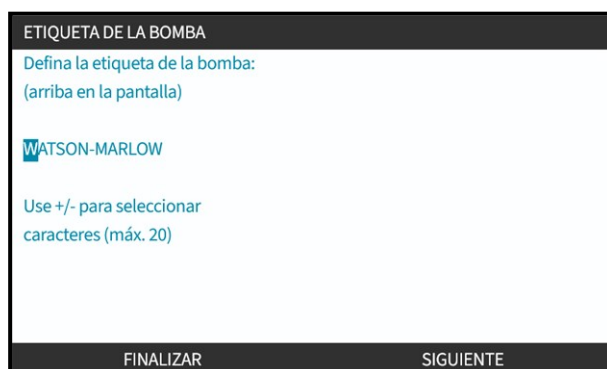 ETIQUETA DE LA BOMBA
Defina la etiqueta de la bomba:
(arriba en la pantalla)
WATSON-MARLOW
Use +/- para seleccionar
caracteres (máx. 20)
FINALIZAR SIGUIENTE